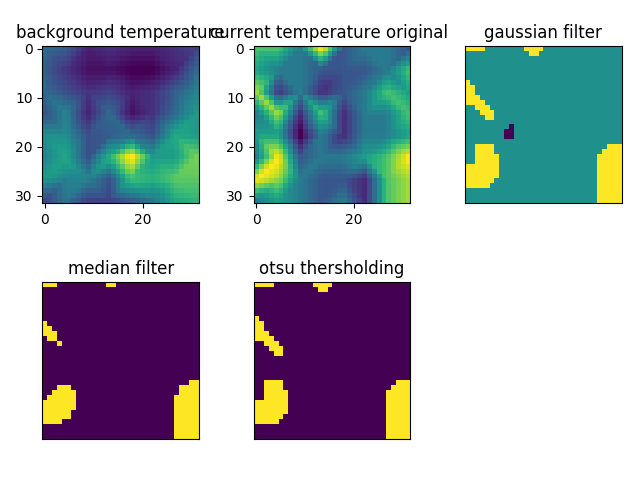 background temperature
current temperature original
gaussian filter
0
10
20
30
0
20
0
10
20
30
0
20
median filter
otsu thersholding